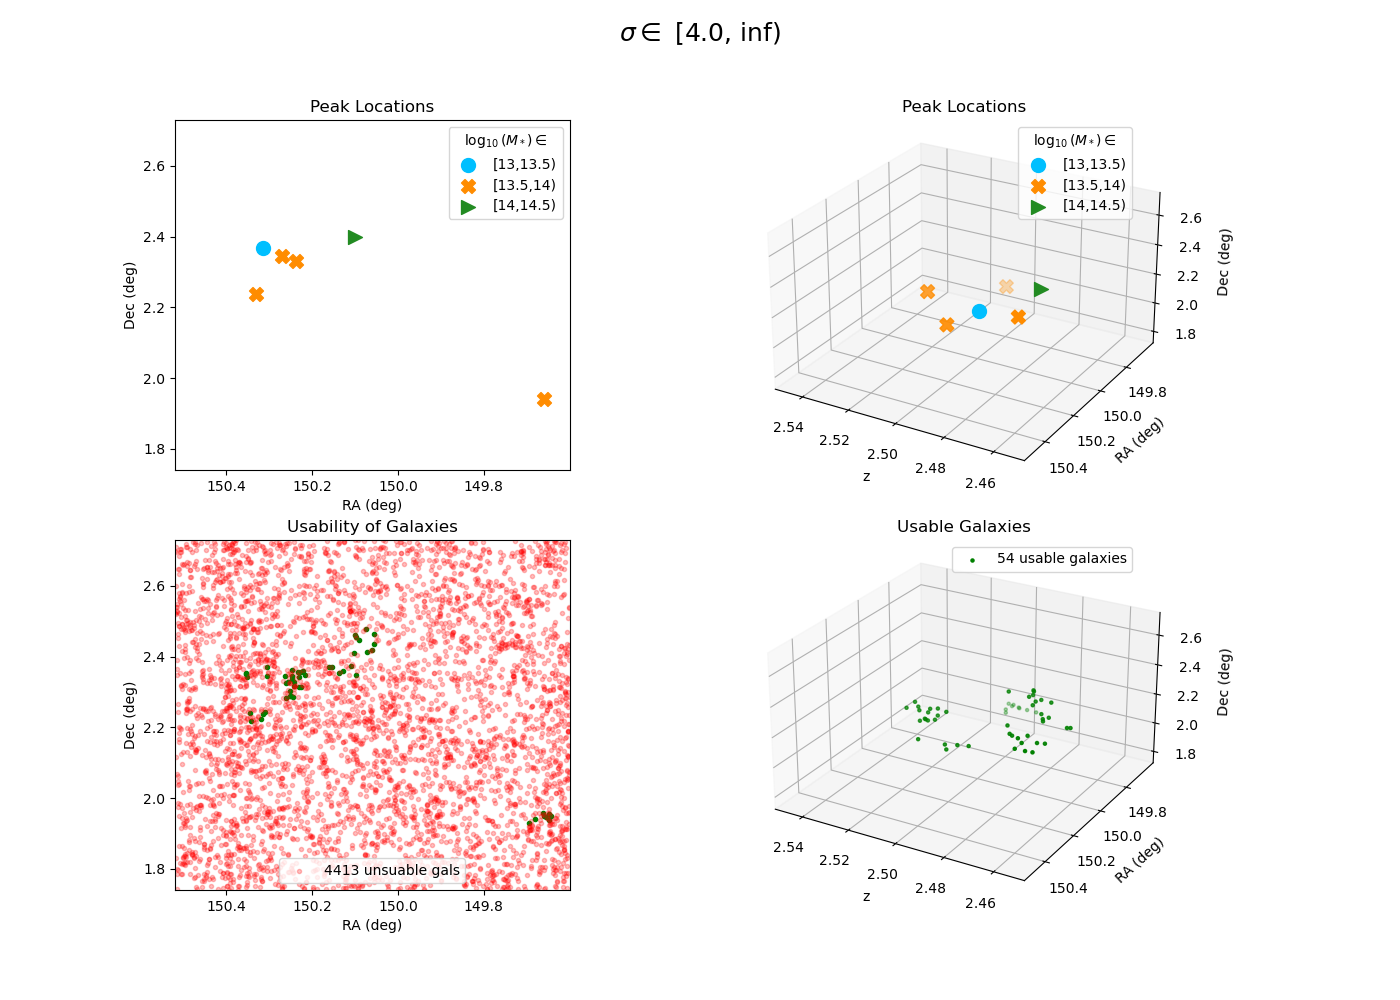 σ ∈ [4.0, inf)
Peak Locations
log10(M*) ∈
[13,13.5)
[13.5,14)
[14,14.5)
2.6
2.4
2.2
2.0
1.8
Dec (deg)
150.4 150.2 150.0 149.8
RA (deg)
Peak Locations
log10(M*) ∈
[13,13.5)
[13.5,14)
[14,14.5)
2.6
2.4
2.2
2.0
1.8
Dec (deg)
149.8
150.0
150.2
150.4
RA (deg)
2.54
2.52
2.50
2.48
2.46
z
Usability of Galaxies
2.6
2.4
2.2
2.0
1.8
Dec (deg)
4413 unsuable gals
150.4 150.2 150.0 149.8
RA (deg)
Usable Galaxies
54 usable galaxies
2.6
2.4
2.2
2.0
1.8
Dec (deg)
149.8
150.0
150.2
150.4
RA (deg)
2.54
2.52
2.50
2.48
2.46
z